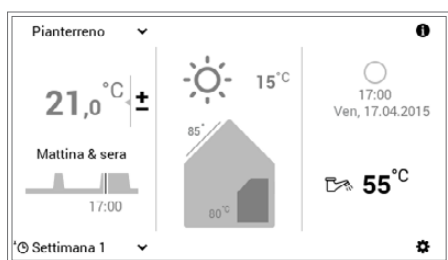 Pianterreno
21,0°C ±
Mattina & sera
17:00
Settimana 1
15°C
85°
80°C
17:00
Ven, 17.04.2015
55°C